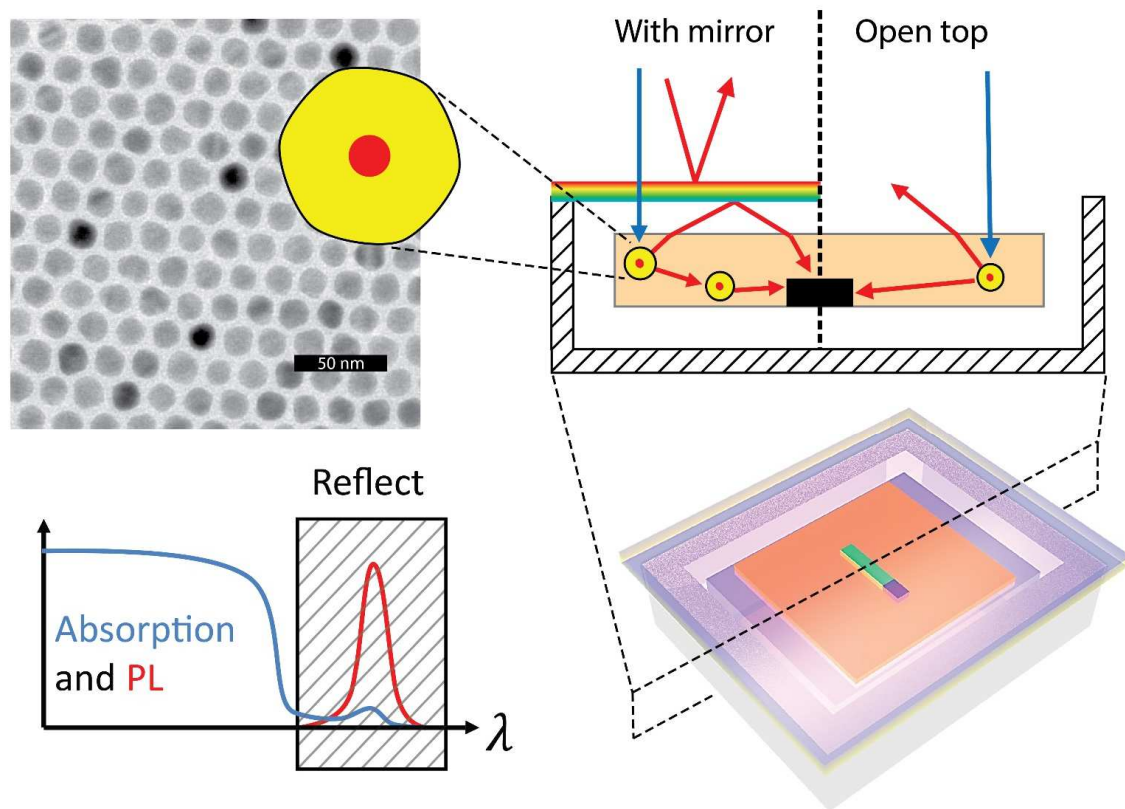 With mirror
Open top
50 nm
Reflect
Absorption
and PL
λ